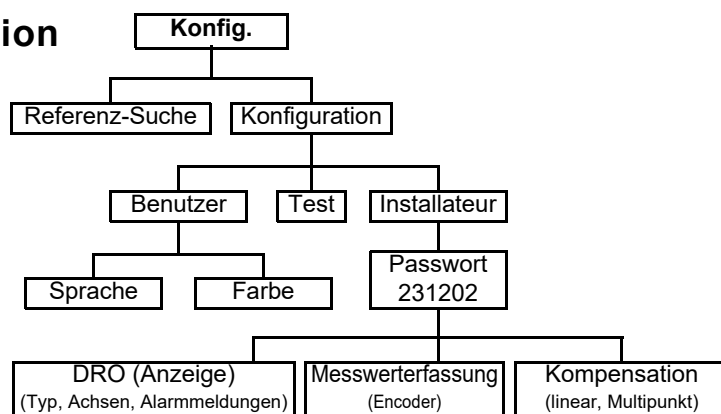 ion
Konfig.
Referenz-Suche
Konfiguration
Benutzer
Test
Installateur
Sprache
Farbe
Passwort
231202
DRO (Anzeige)
(Typ, Achsen, Alarmmeldungen)
Messwerterfassung
(Encoder)
Kompensation
(linear, Multipunkt)